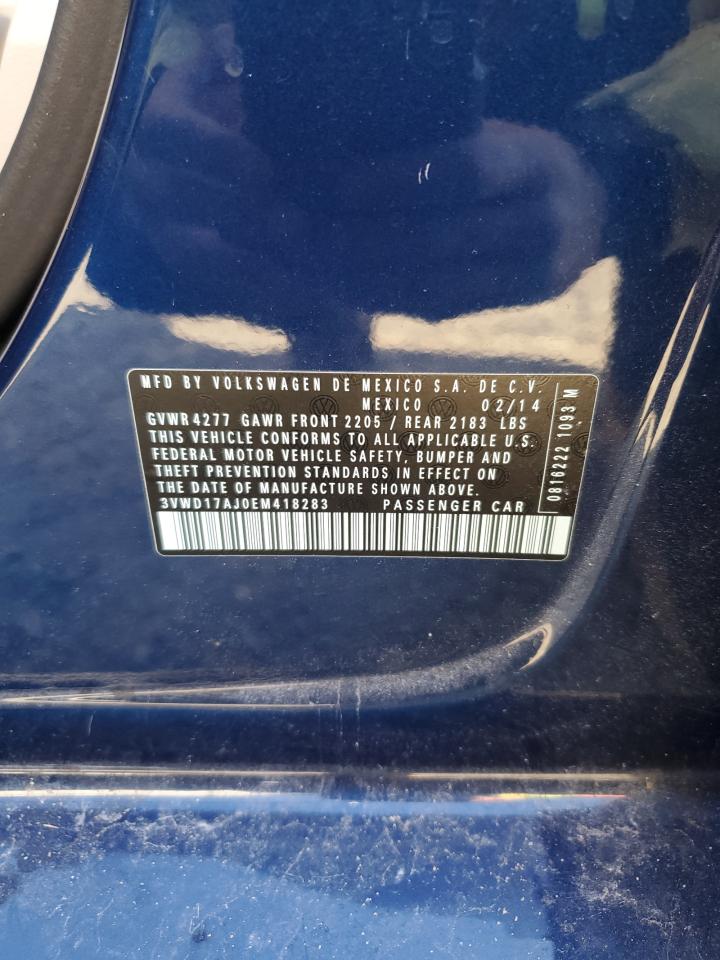 MFD BY VOLKSWAGEN DE MEXICO S.A. DE C.V
MEXICO 02/14
GVWR 4277 GAWR FRONT 2205 / REAR 2183 LBS
THIS VEHICLE CONFORMS TO ALL APPLICABLE U.S.
FEDERAL MOTOR VEHICLE SAFETY, BUMPER AND
THEFT PREVENTION STANDARDS IN EFFECT ON
THE DATE OF MANUFACTURE SHOWN ABOVE.
3VWD17AJ0EM418283 PASSENGER CAR
0816222 1093 M